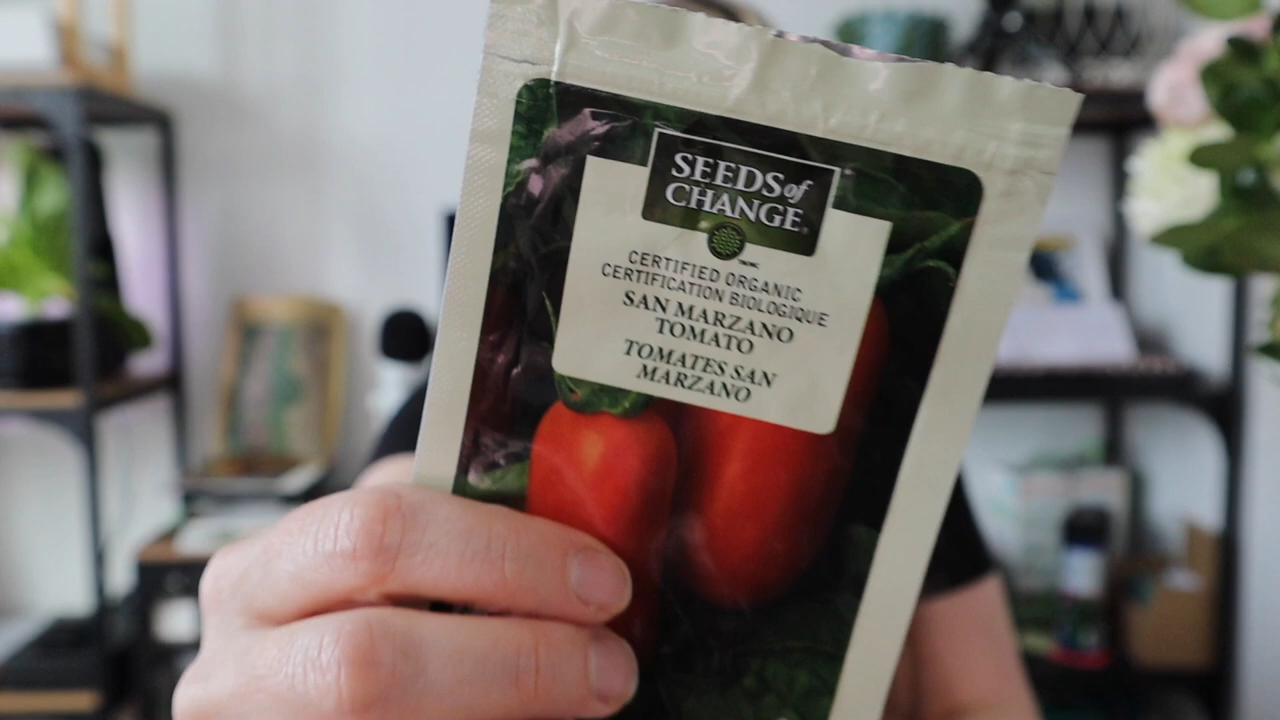 SEEDS of
CHANGE®
CERTIFIED ORGANIC
CERTIFICATION BIOLOGIQUE
SAN MARZANO
TOMATO
TOMATES SAN
MARZANO